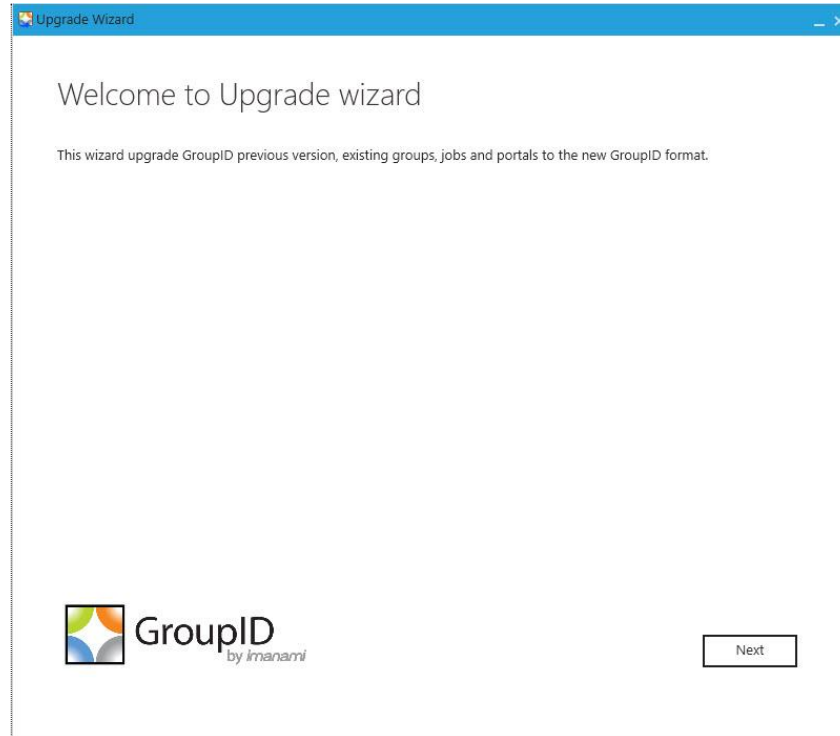 Upgrade Wizard
Welcome to Upgrade wizard
This wizard upgrade GroupID previous version, existing groups, jobs and portals to the new GroupID format.
GroupID
by imanami
Next